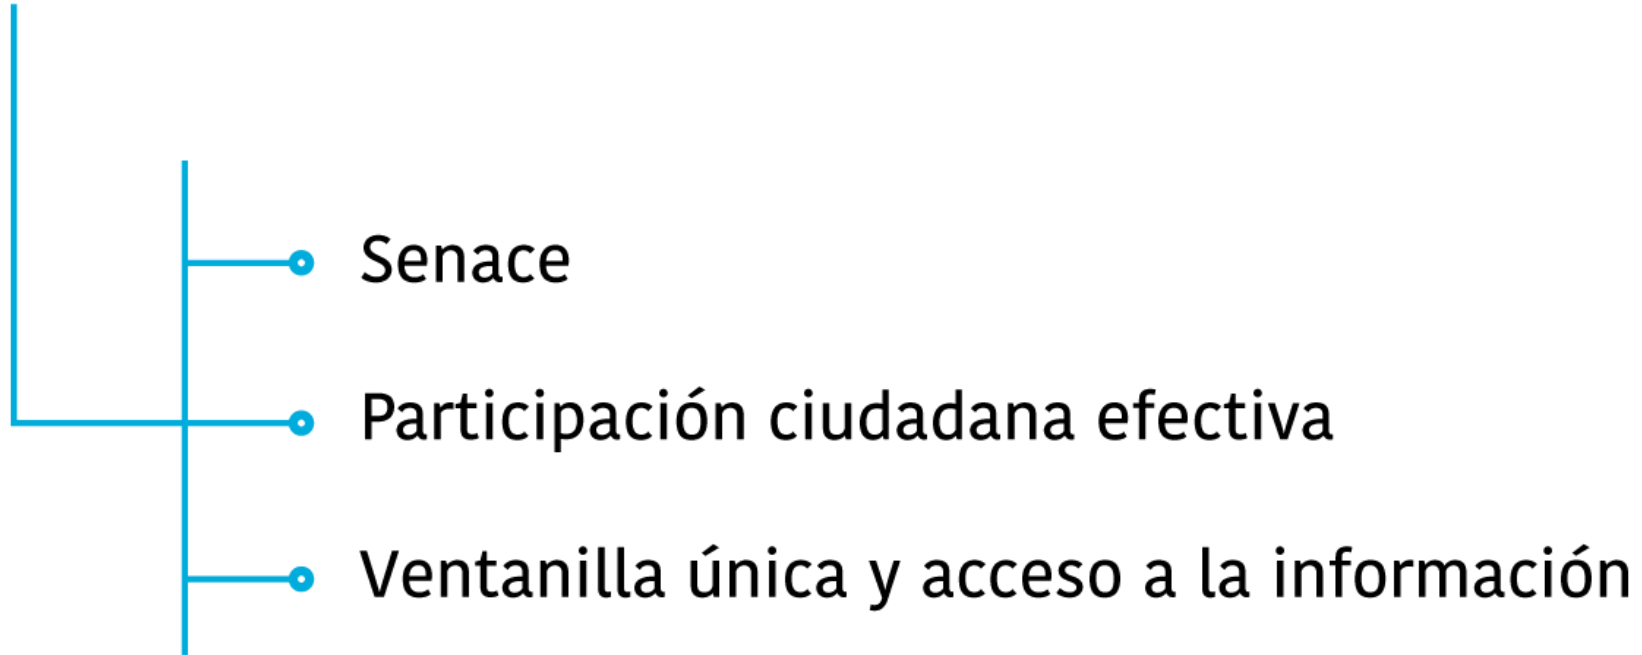 Senace
Participación ciudadana efectiva
Ventanilla única y acceso a la información